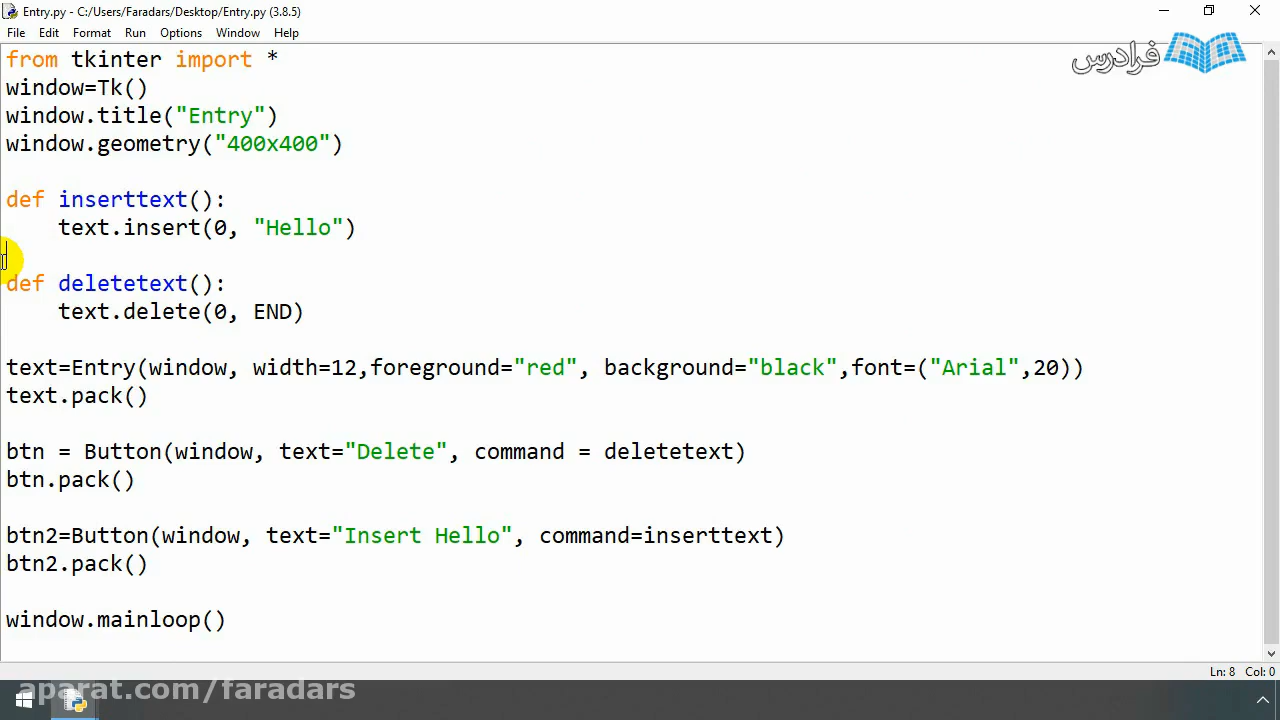 Entry.py - C:/Users/Faradars/Desktop/Entry.py (3.8.5)
File Edit Format Run Options Window Help
فرادرس
from tkinter import *
window=Tk()
window.title("Entry")
window.geometry("400x400")
def inserttext():
    text.insert(0, "Hello")
def deletetext():
    text.delete(0, END)
text=Entry(window, width=12,foreground="red", background="black",font=("Arial",20))
text.pack()
btn = Button(window, text="Delete", command = deletetext)
btn.pack()
btn2=Button(window, text="Insert Hello", command=inserttext)
btn2.pack()
window.mainloop()
Ln: 8 Col: 0
aparat.com/faradars